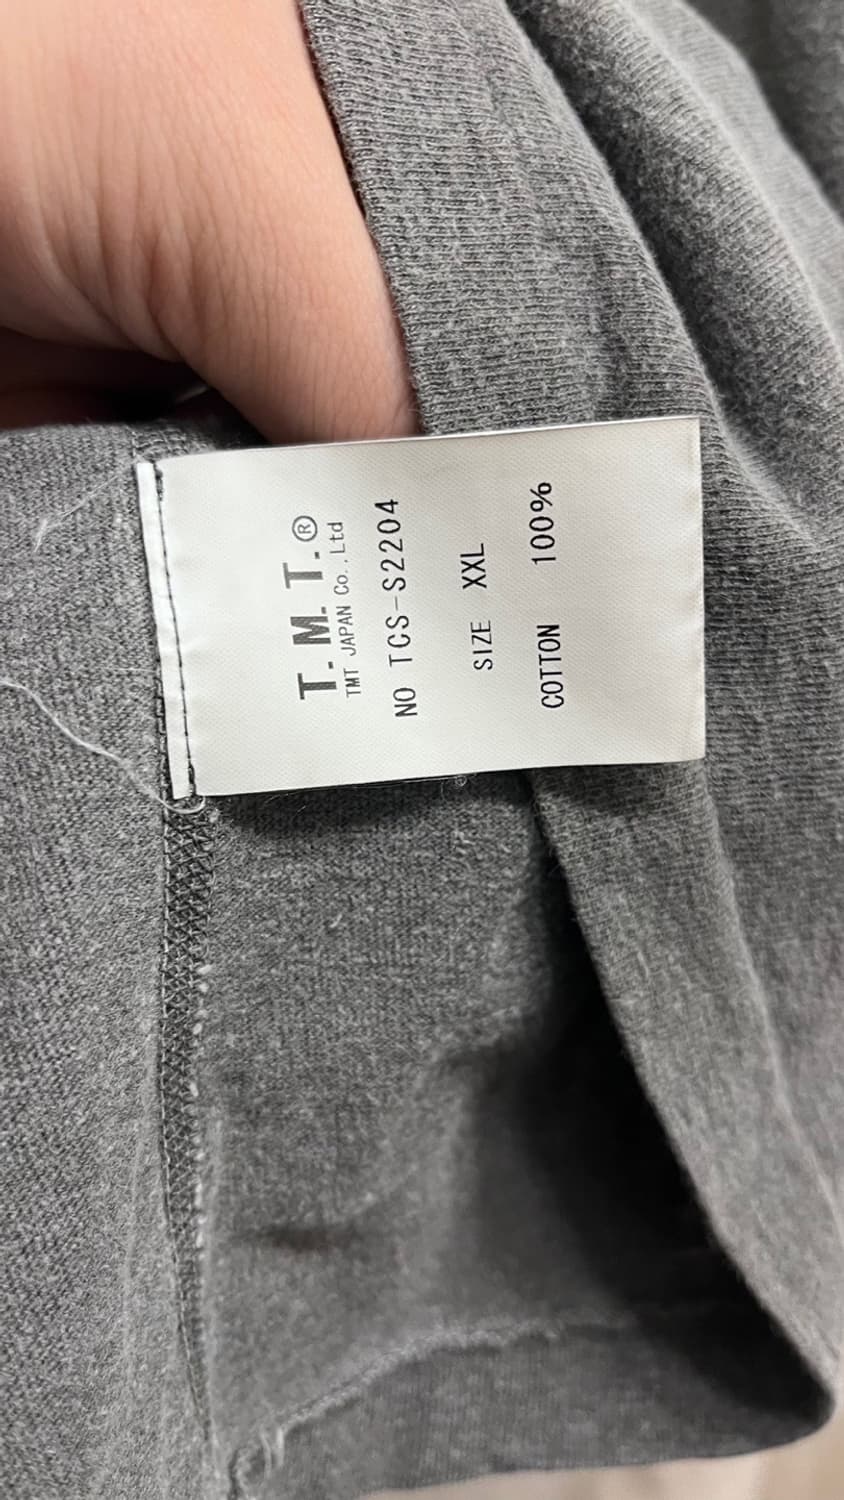 T.M.T.®
TMT JAPAN Co.,Ltd
NO TCS-S2204
SIZE XXL
COTTON 100%